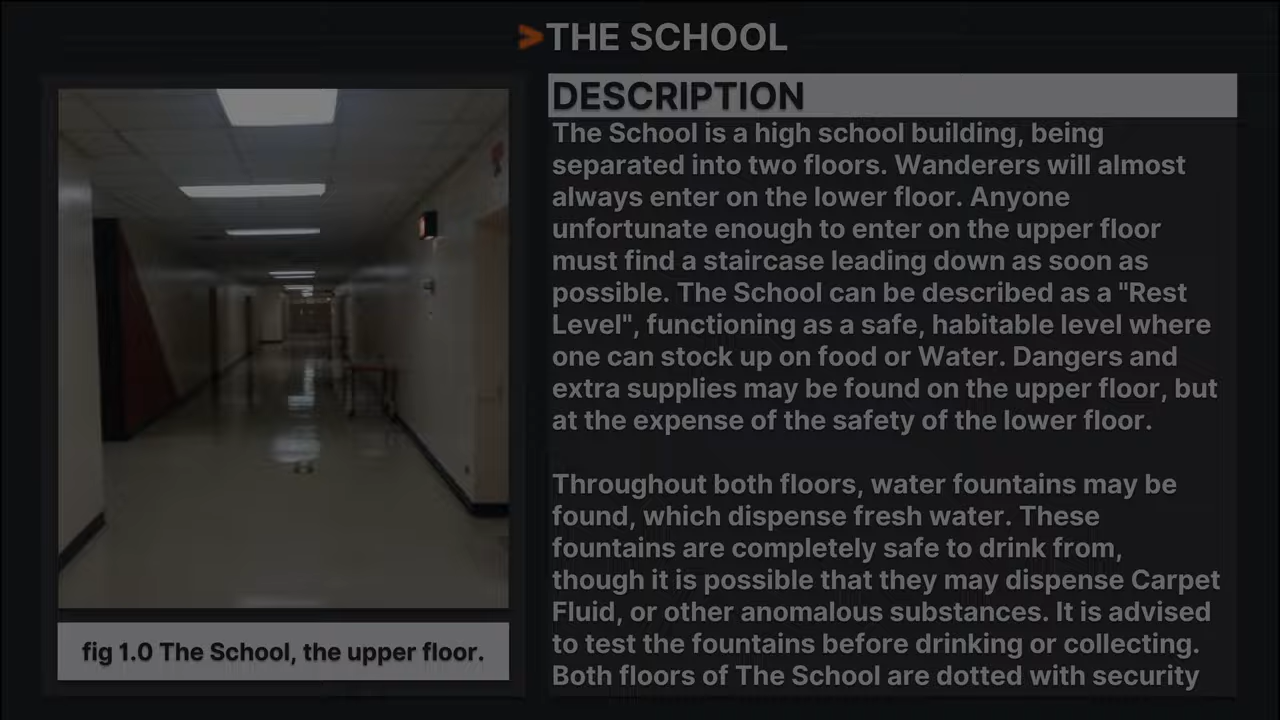 >THE SCHOOL
DESCRIPTION
The School is a high school building, being
separated into two floors. Wanderers will almost
always enter on the lower floor. Anyone
unfortunate enough to enter on the upper floor
must find a staircase leading down as soon as
possible. The School can be described as a "Rest
Level", functioning as a safe, habitable level where
one can stock up on food or Water. Dangers and
extra supplies may be found on the upper floor, but
at the expense of the safety of the lower floor.
Throughout both floors, water fountains may be
found, which dispense fresh water. These
fountains are completely safe to drink from,
though it is possible that they may dispense Carpet
Fluid, or other anomalous substances. It is advised
to test the fountains before drinking or collecting.
Both floors of The School are dotted with security
fig 1.0 The School, the upper floor.